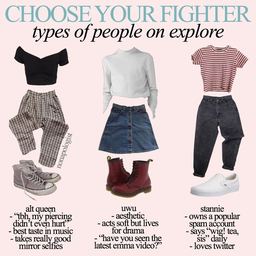 CHOOSE YOUR FIGHTER
types of people on explore
nonapologist
alt queen
- "tbh, my piercing
didn't even hurt"
- best taste in music
- takes really good
mirror selfies
uwu
- aesthetic
- acts soft but lives
for drama
- "have you seen the
latest emma video?"
stannie
- owns a popular
spam account
- says "wig! tea,
sis" daily
- loves twitter